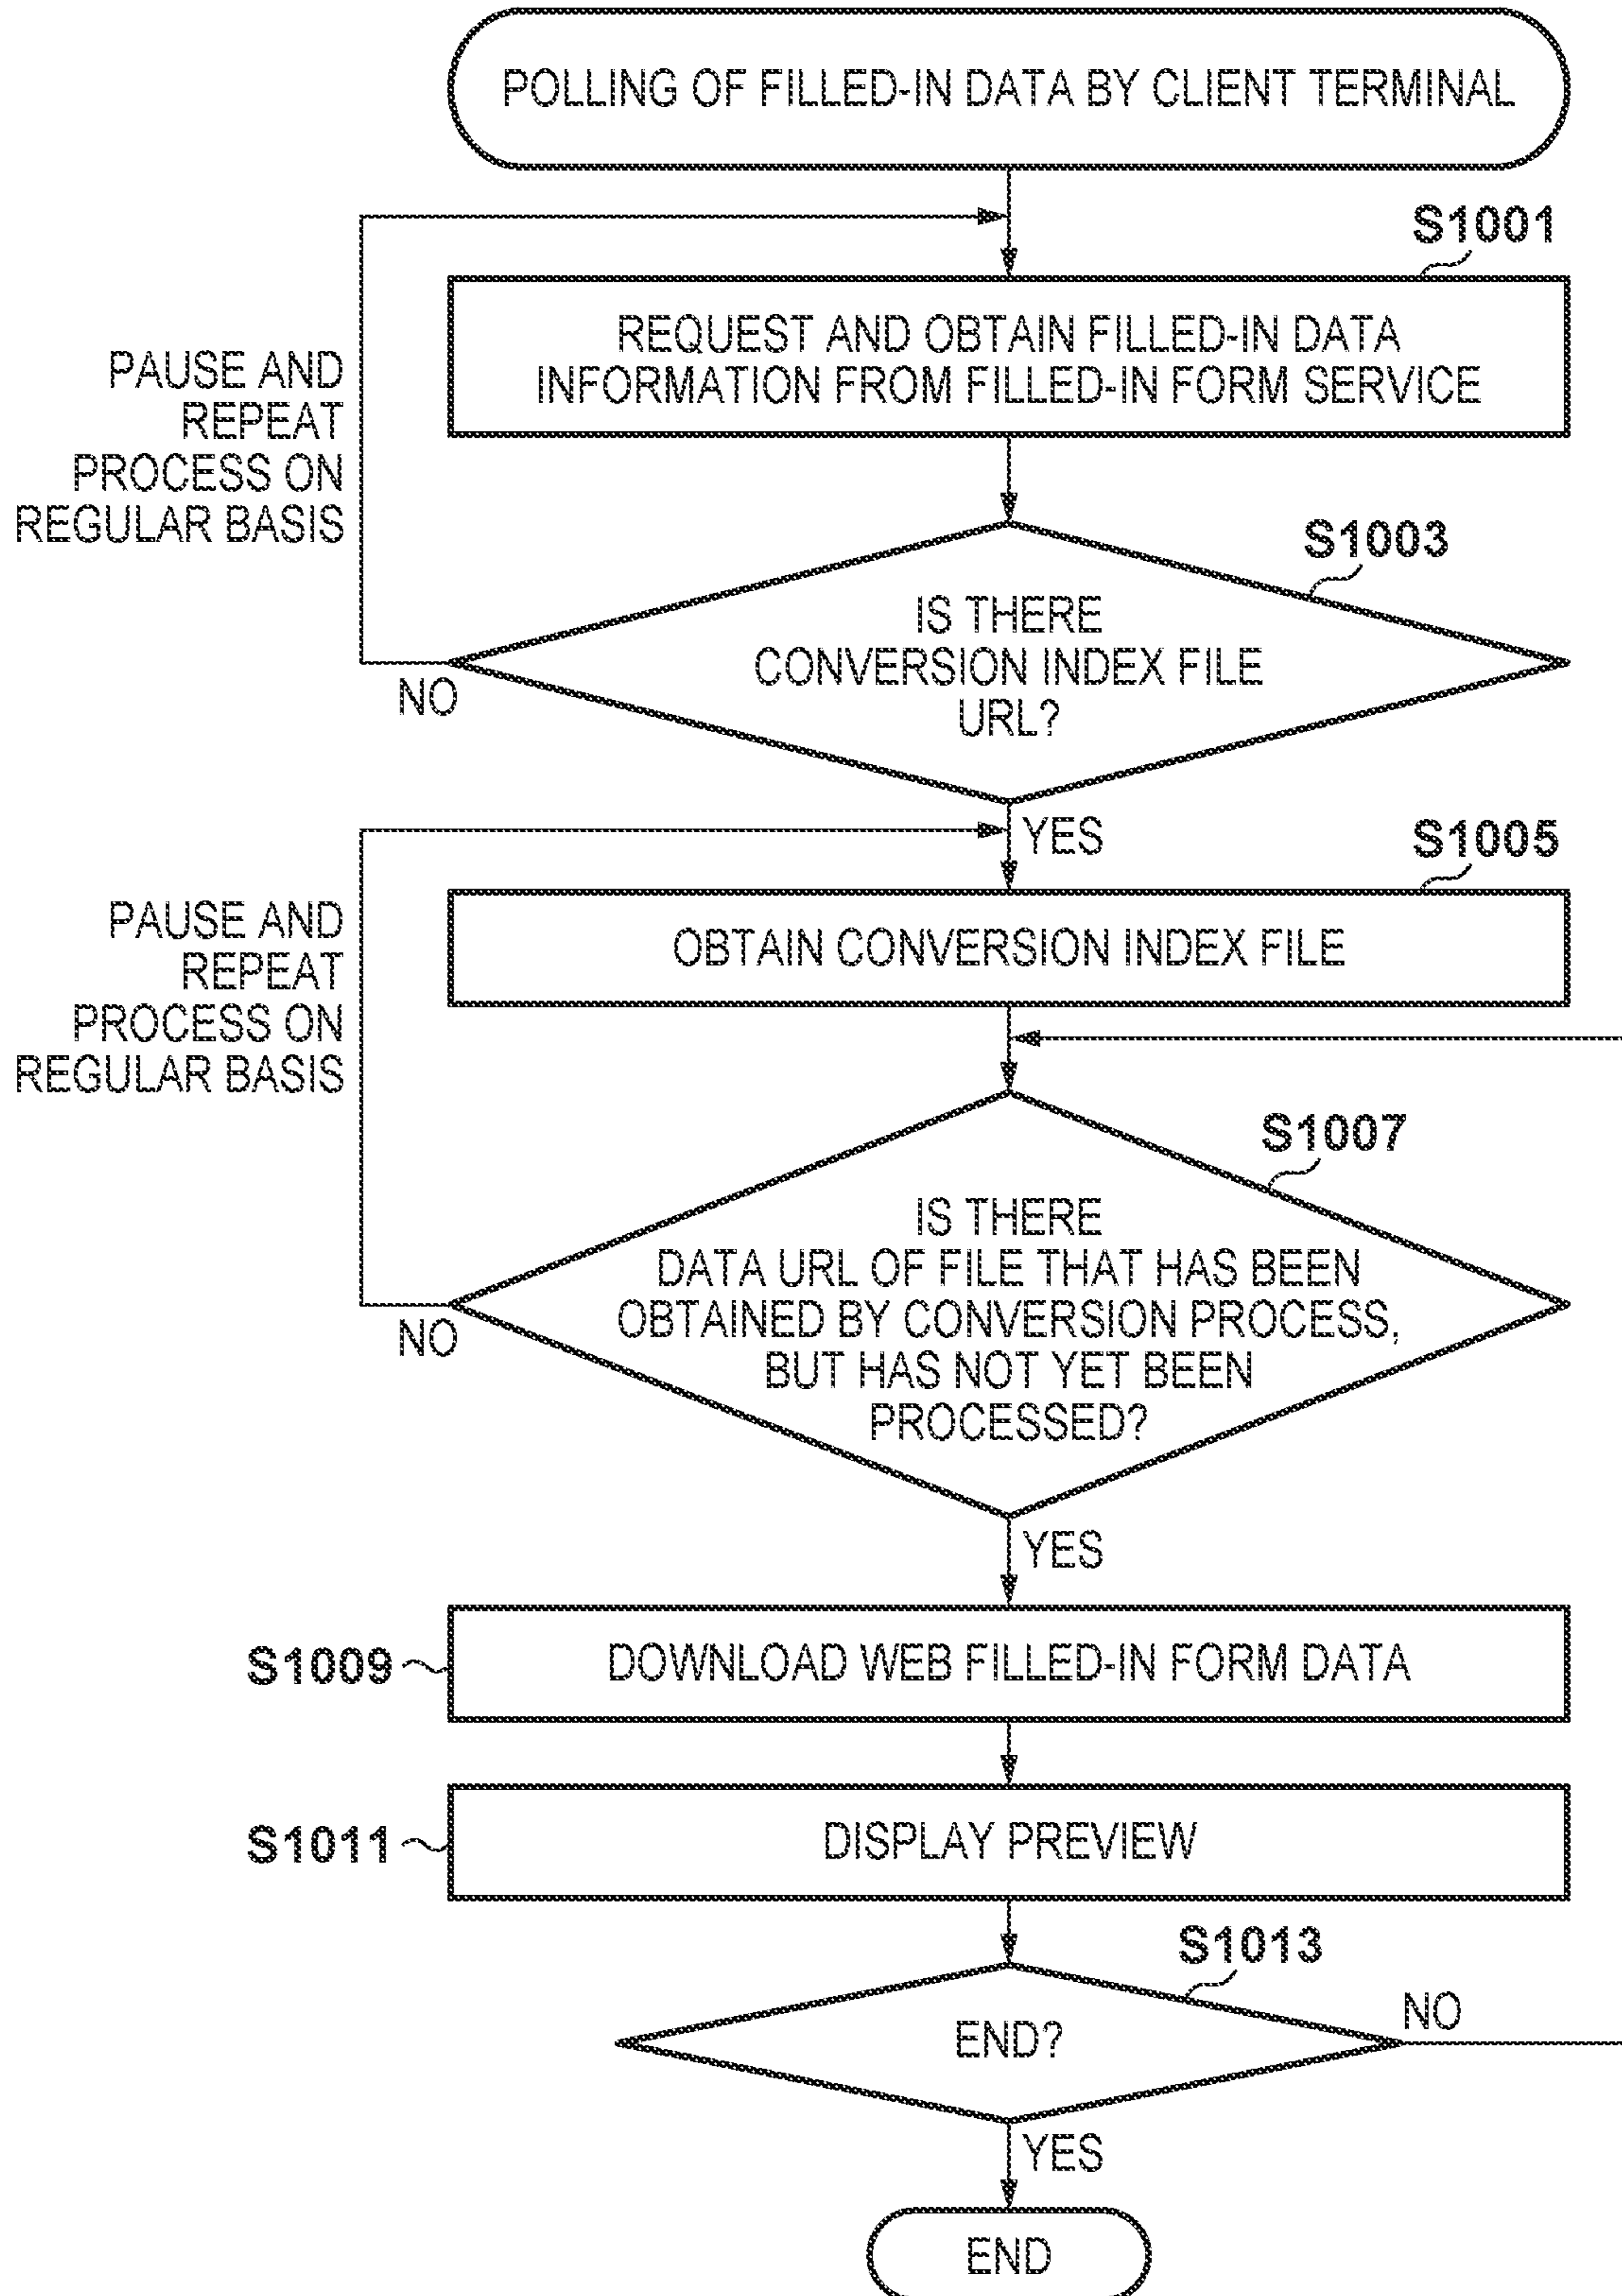 POLLING OF FILLED-IN DATA BY CLIENT TERMINAL
S1001
REQUEST AND OBTAIN FILLED-IN DATA
INFORMATION FROM FILLED-IN FORM SERVICE
PAUSE AND
REPEAT
PROCESS ON
REGULAR BASIS
S1003
IS THERE
CONVERSION INDEX FILE
URL?
NO
YES
S1005
OBTAIN CONVERSION INDEX FILE
PAUSE AND
REPEAT
PROCESS ON
REGULAR BASIS
S1007
IS THERE
DATA URL OF FILE THAT HAS BEEN
OBTAINED BY CONVERSION PROCESS,
BUT HAS NOT YET BEEN
PROCESSED?
NO
YES
S1009
DOWNLOAD WEB FILLED-IN FORM DATA
S1011
DISPLAY PREVIEW
S1013
END?
NO
YES
END